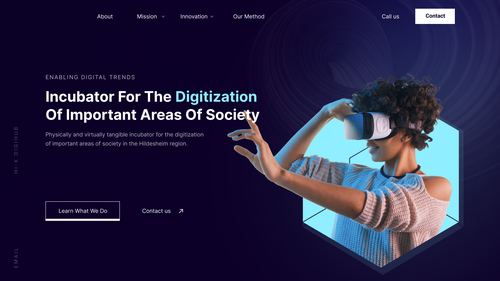 About
Mission
Innovation
Our Method
Call us
Contact
ENABLING DIGITAL TRENDS
Incubator For The Digitization
Of Important Areas Of Society
Physically and virtually tangible incubator for the digitization
of important areas of society in the Hildesheim region.
Learn What We Do
Contact us
HI-X DIGIHUB
EMAIL